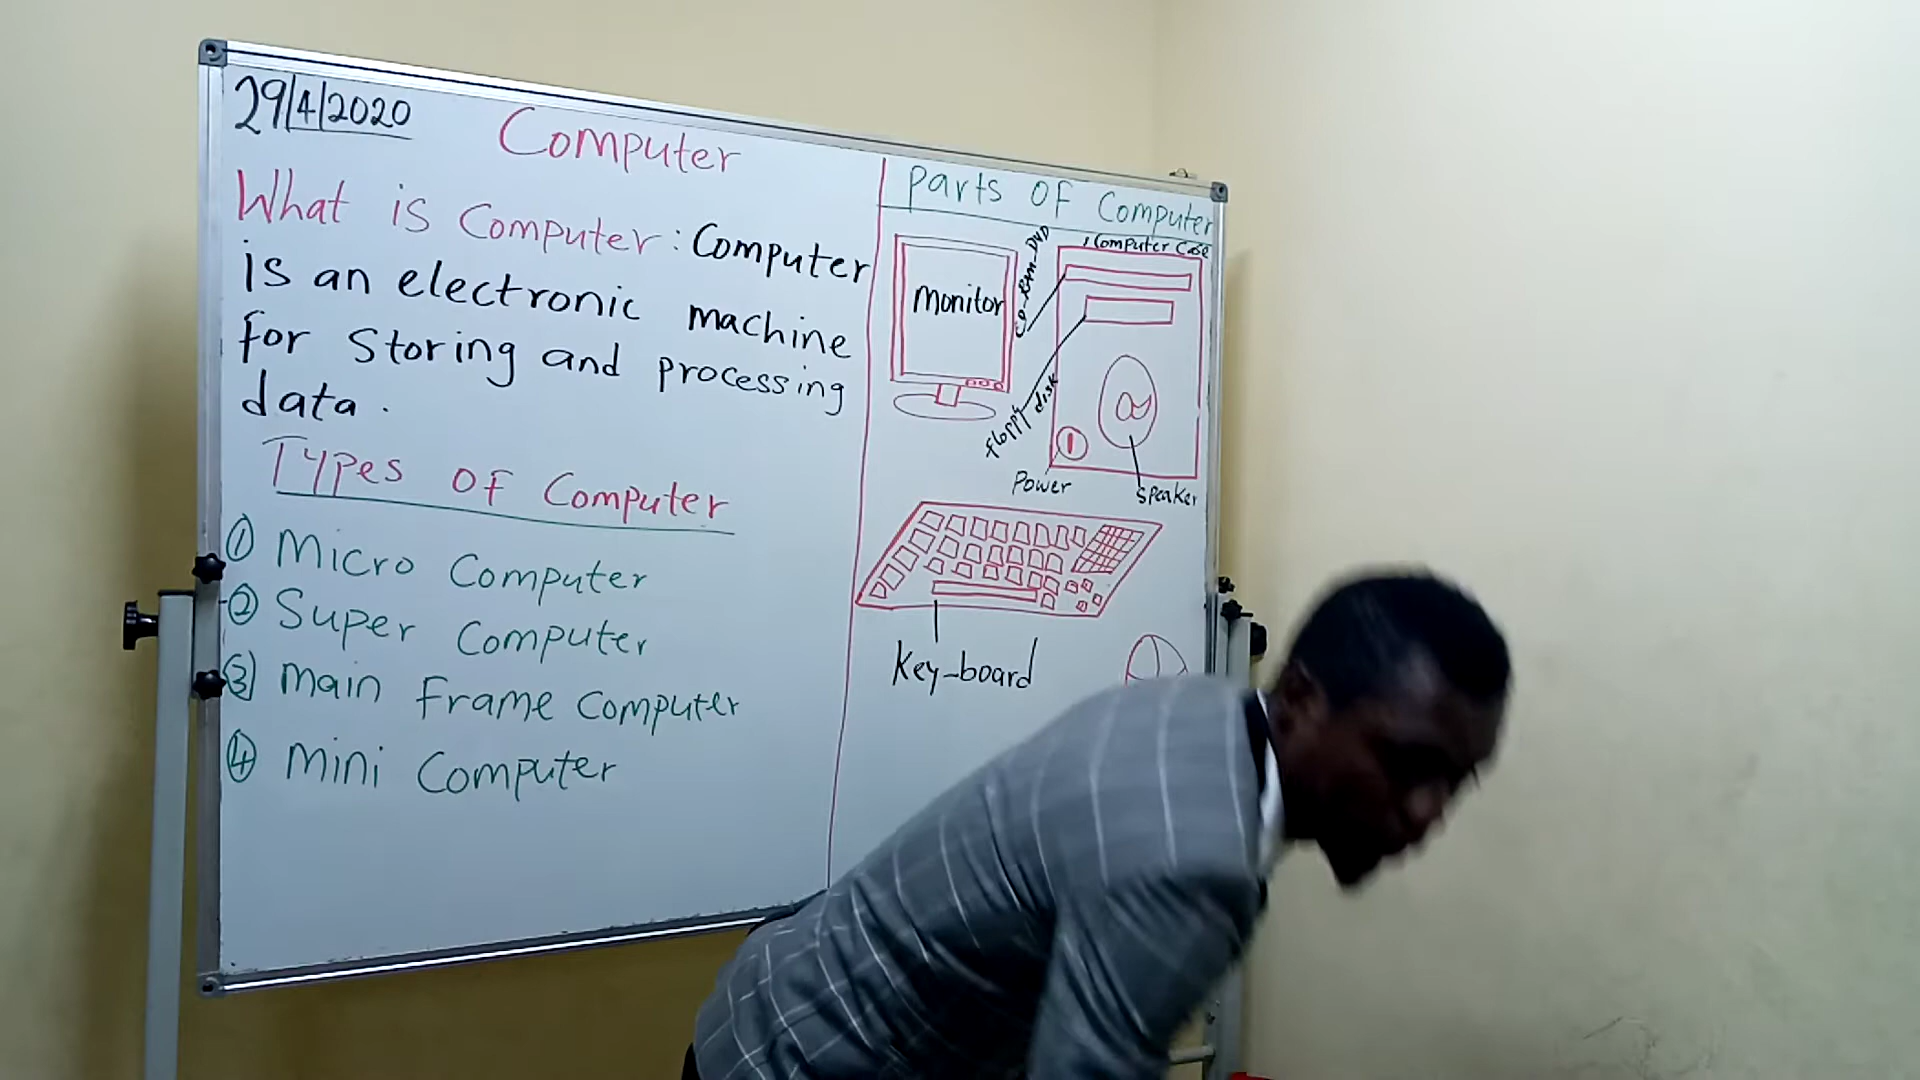 29/4/2020
Computer
What is Computer: Computer
is an electronic machine
for storing and processing
data.
Types of Computer
① Micro Computer
② Super Computer
③ Main Frame Computer
④ Mini Computer
Parts of Computer
Computer Case
Monitor
CD-RAM-DVD
Floppy disk
Power
Speaker
Key-board